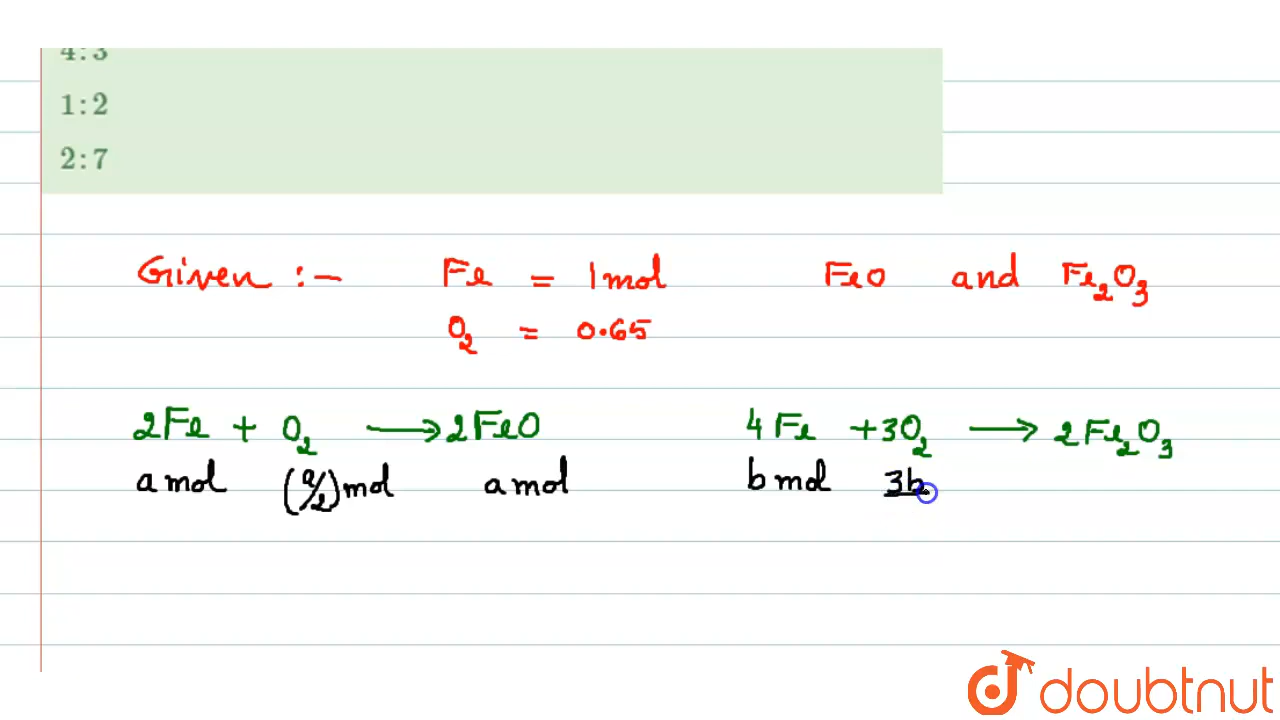 4:3
1:2
2:7
Given :- Fe = 1mol FeO and Fe₂O₃
O₂ = 0.65
2Fe + O₂ ⟶ 2FeO 4Fe + 3O₂ ⟶ 2Fe₂O₃
a mol (a/2) mol a mol b mol 3b
doubtnut